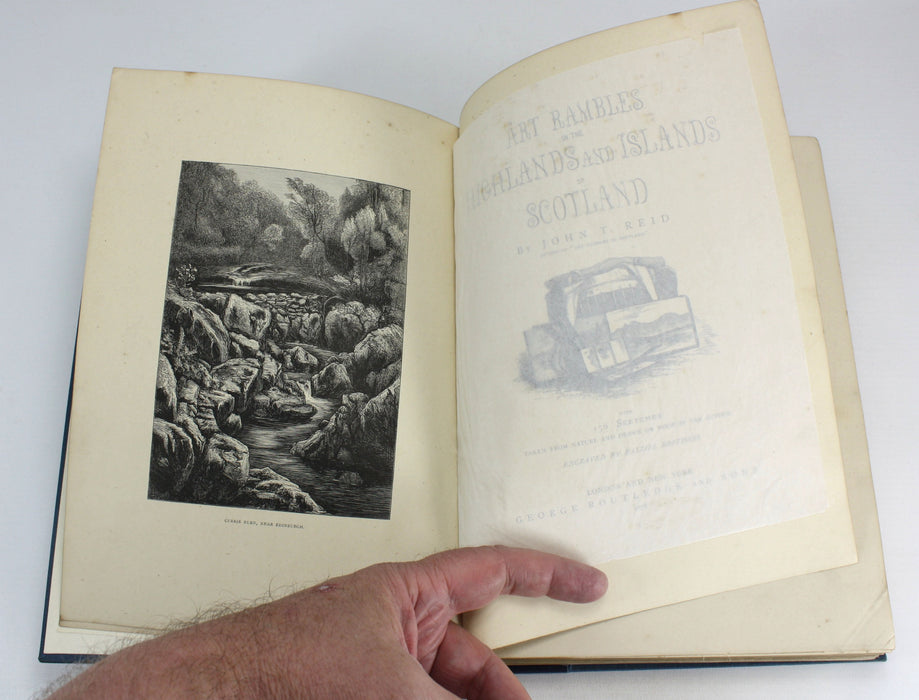 CURRIE BURN, NEAR EDINBURGH.
ART RAMBLES
IN THE
HIGHLANDS AND ISLANDS
OF
SCOTLAND
BY JOHN T. REID
WITH
156 SKETCHES
TAKEN FROM NATURE AND DRAWN ON WOOD BY THE AUTHOR
ENGRAVED BY DALZIEL BROTHERS
LONDON AND NEW YORK
GEORGE ROUTLEDGE AND SONS